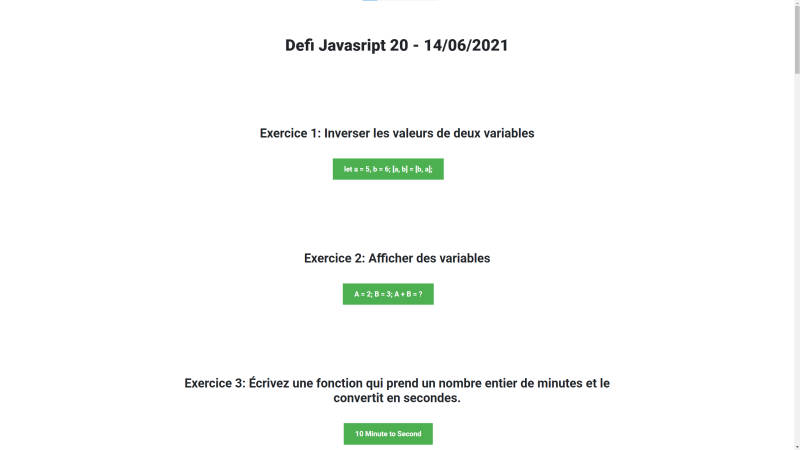 Defi Javasript 20 - 14/06/2021
Exercice 1: Inverser les valeurs de deux variables
let a = 5, b = 6; [a, b] = [b, a];
Exercice 2: Afficher des variables
A = 2; B = 3; A + B = ?
Exercice 3: Écrivez une fonction qui prend un nombre entier de minutes et le
convertit en secondes.
10 Minute to Second